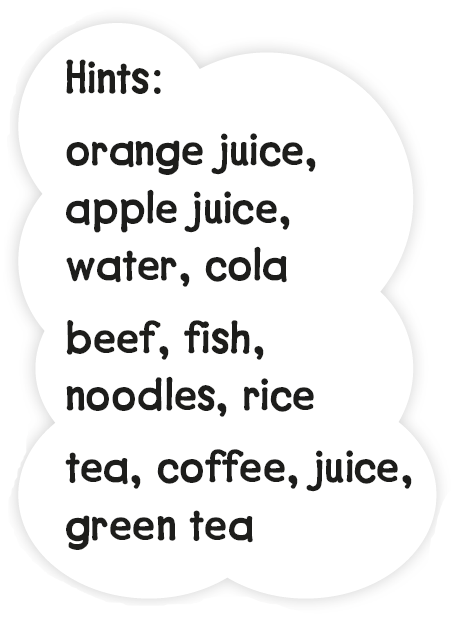 Hints:
orange juice,
apple juice,
water, cola
beef, fish,
noodles, rice
tea, coffee, juice,
green tea